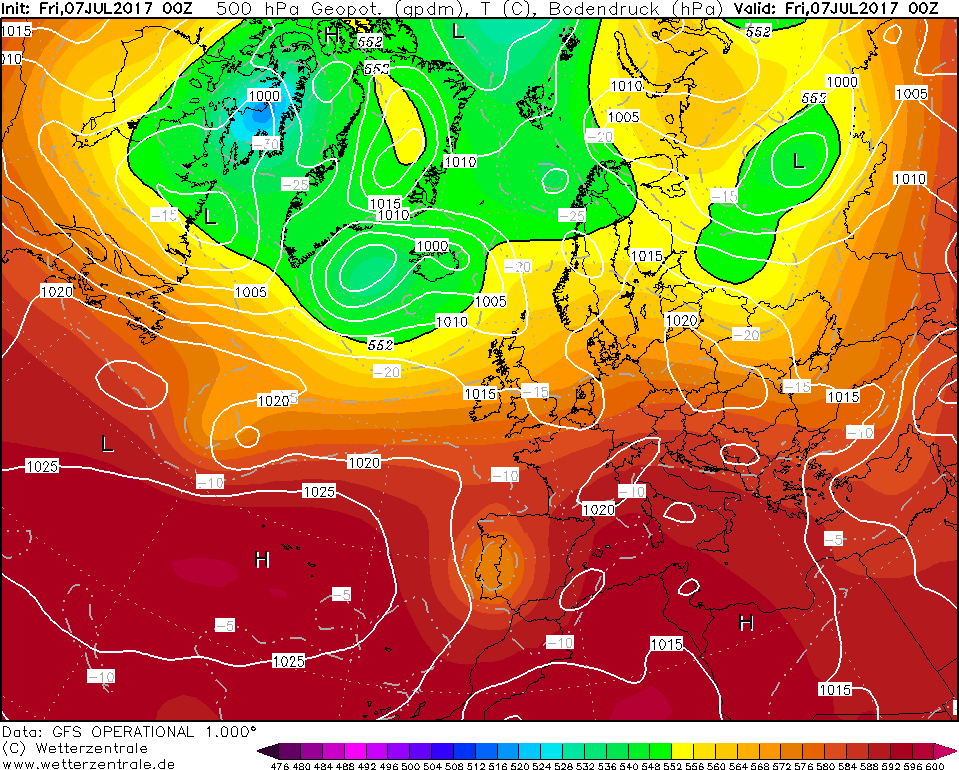 Init: Fri,07JUL2017 00Z 500 hPa Geopot. (gpdm), T (C), Bodendruck (hPa) Valid: Fri,07JUL2017 00Z
1015 H 552 L 552
552
1010
1000 1010 552 1000 1005
1005
-30 -20
1010 L
-25 -15 1010
-15 L 1015 1010 -25
1000 1015
-20
1020 1005 1005
1010 1020
552 -20
-20
1020 1015 -15 -15 1015
L -10
1025 1020 -10
-10 1025 -10
1020
-5
H
-5
-5 H
-10 1015
1025
-10 1015
Data: GFS OPERATIONAL 1.000°
(C) Wetterzentrale
www.wetterzentrale.de
476 480 484 488 492 496 500 504 508 512 516 520 524 528 532 536 540 548 552 556 560 564 568 572 576 580 584 588 592 596 600